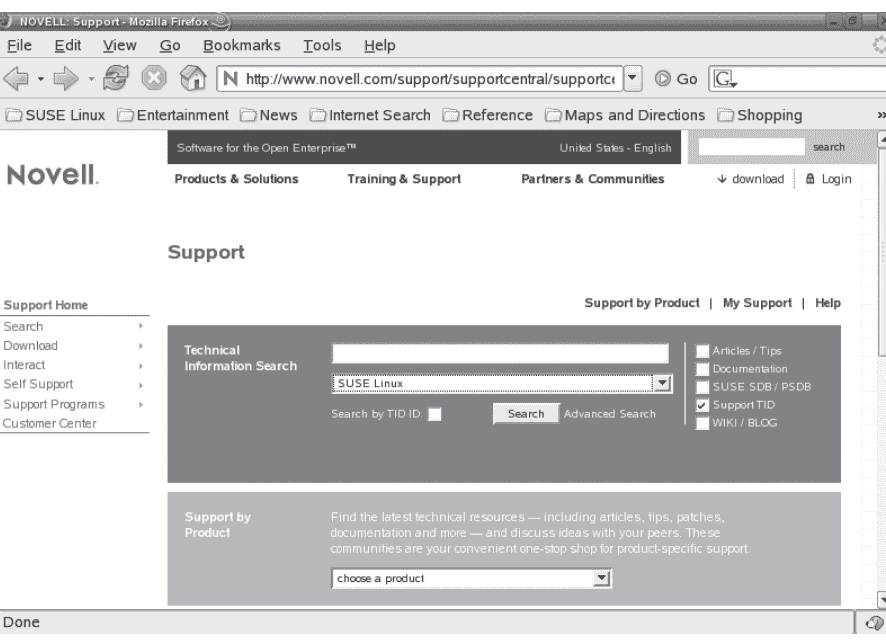 NOVELL: Support - Mozilla Firefox
File Edit View Go Bookmarks Tools Help
N http://www.novell.com/support/supportcentral/supportce Go G
SUSE Linux Entertainment News Internet Search Reference Maps and Directions Shopping »
Software for the Open Enterprise™ United States - English search
Novell.
Products & Solutions Training & Support Partners & Communities download Login
Support
Support by Product | My Support | Help
Support Home
Search
Download
Interact
Self Support
Support Programs
Customer Center
Technical
Information Search
SUSE Linux
Search by TID ID Search Advanced Search
Articles / Tips
Documentation
SUSE SDB / PSDB
Support TID
WIKI / BLOG
Support by
Product
Find the latest technical resources — including articles, tips, patches,
documentation and more — and discuss ideas with your peers. These
communities are your convenient one-stop shop for product-specific support.
choose a product
Done